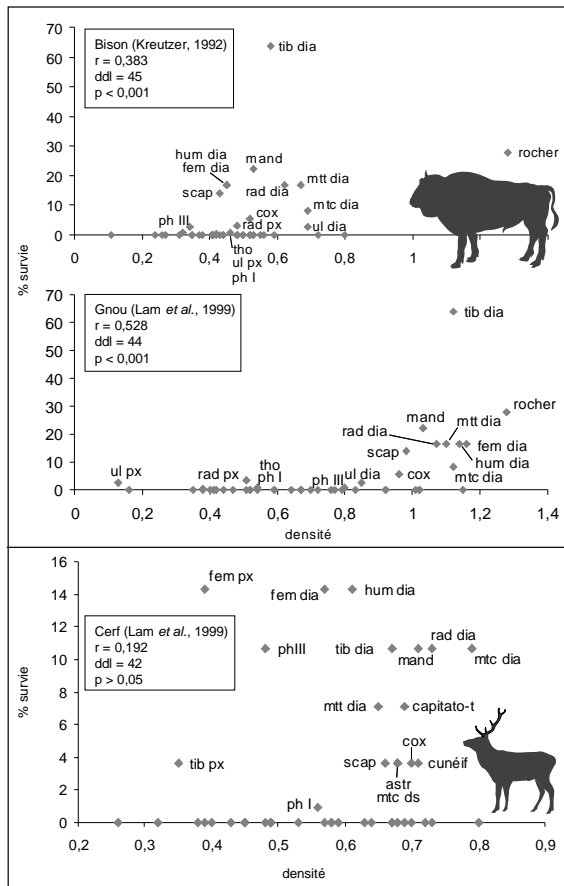 Bison (Kreutzer, 1992)
r = 0,383
ddl = 45
p < 0,001
70
60
50
40
30
20
10
0
tib dia
rocher
hum dia
fem dia
mand
mtt dia
rad dia
scap
mtc dia
cox
ph III
rad px
ul dia
tho
ul px
ph I
0 0,2 0,4 0,6 0,8 1 1,2 1,4
% survie
Gnou (Lam et al., 1999)
r = 0,528
ddl = 44
p < 0,001
70
60
50
40
30
20
10
0
tib dia
rocher
mand
mtt dia
rad dia
fem dia
scap
hum dia
tho
ul px
rad px
ph I
ph III
ul dia
cox
mtc dia
0 0,2 0,4 0,6 0,8 1 1,2 1,4
densité
16
14
12
10
8
6
4
2
0
fem px
fem dia
hum dia
Cerf (Lam et al., 1999)
r = 0,192
ddl = 42
p > 0,05
phIII
tib dia
rad dia
mand
mtc dia
% survie
mtt dia
capitato-t
cox
tib px
scap
cunéif
astr
mtc ds
ph I
0,2 0,3 0,4 0,5 0,6 0,7 0,8 0,9
densité